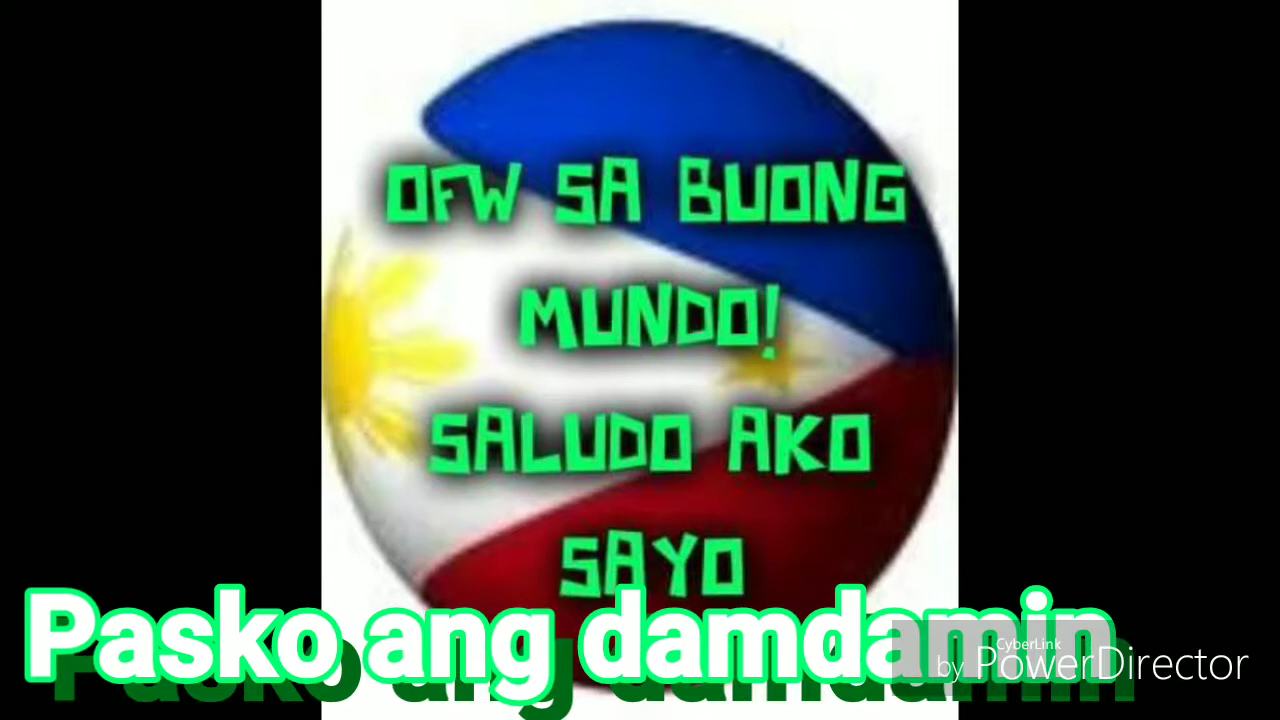 OFW SA BUONG
MUNDO!
SALUDO AKO
SAYO
Pasko ang damdamin
CyberLink
by PowerDirector